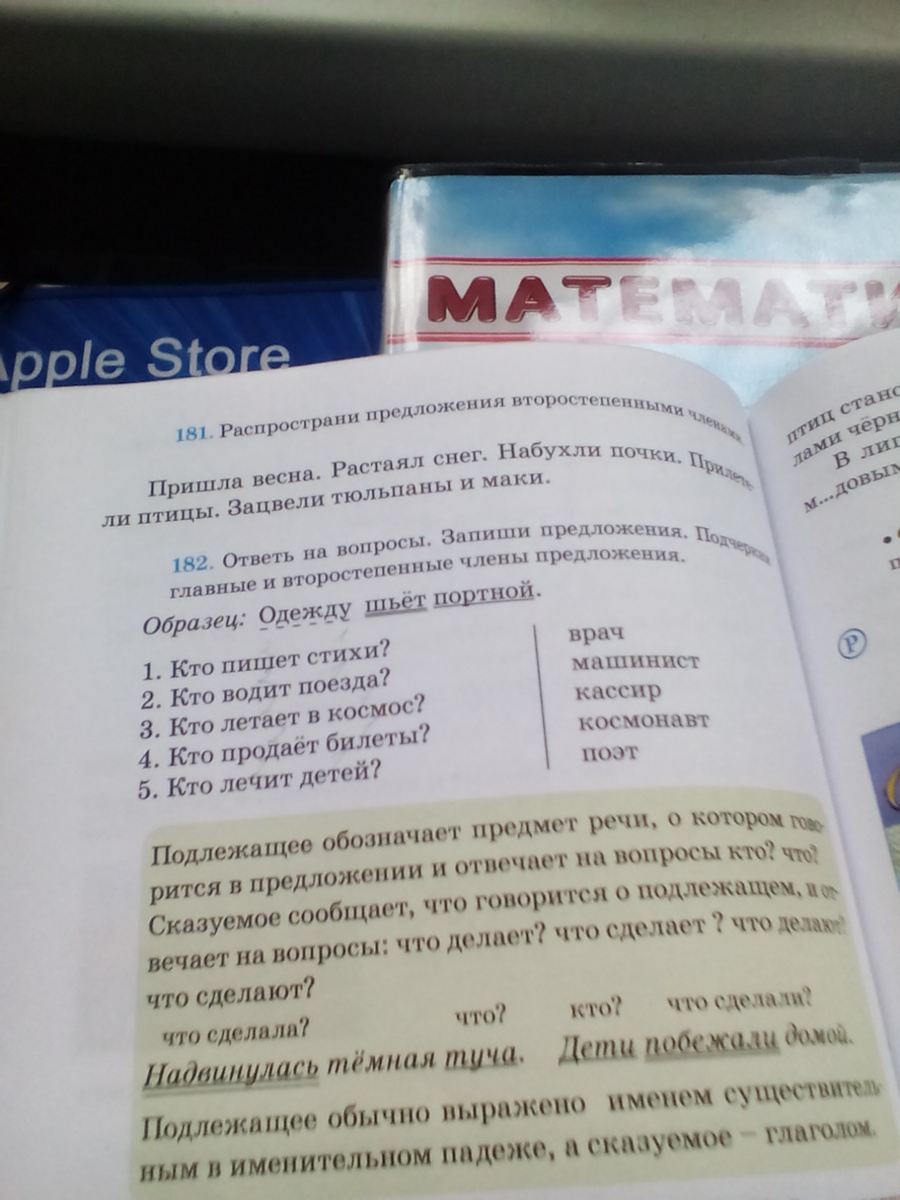 МАТЕМАТИ
Apple Store
181. Распространи предложения второстепенными членами.
Пришла весна. Растаял снег. Набухли почки. Прилете-
ли птицы. Зацвели тюльпаны и маки.
182. Ответь на вопросы. Запиши предложения. Подчеркни
главные и второстепенные члены предложения.
Образец: Одежду шьёт портной.
1. Кто пишет стихи?
2. Кто водит поезда?
3. Кто летает в космос?
4. Кто продаёт билеты?
5. Кто лечит детей?
врач
машинист
кассир
космонавт
поэт
Подлежащее обозначает предмет речи, о котором гово-
рится в предложении и отвечает на вопросы кто? что?
Сказуемое сообщает, что говорится о подлежащем, и от-
вечает на вопросы: что делает? что сделает ? что делают?
что сделают?
что сделала? что? кто? что сделали?
Надвинулась тёмная туча. Дети побежали домой.
Подлежащее обычно выражено именем существитель-
ным в именительном падеже, а сказуемое – глаголом.
птиц
лами
В
м...довым
Р